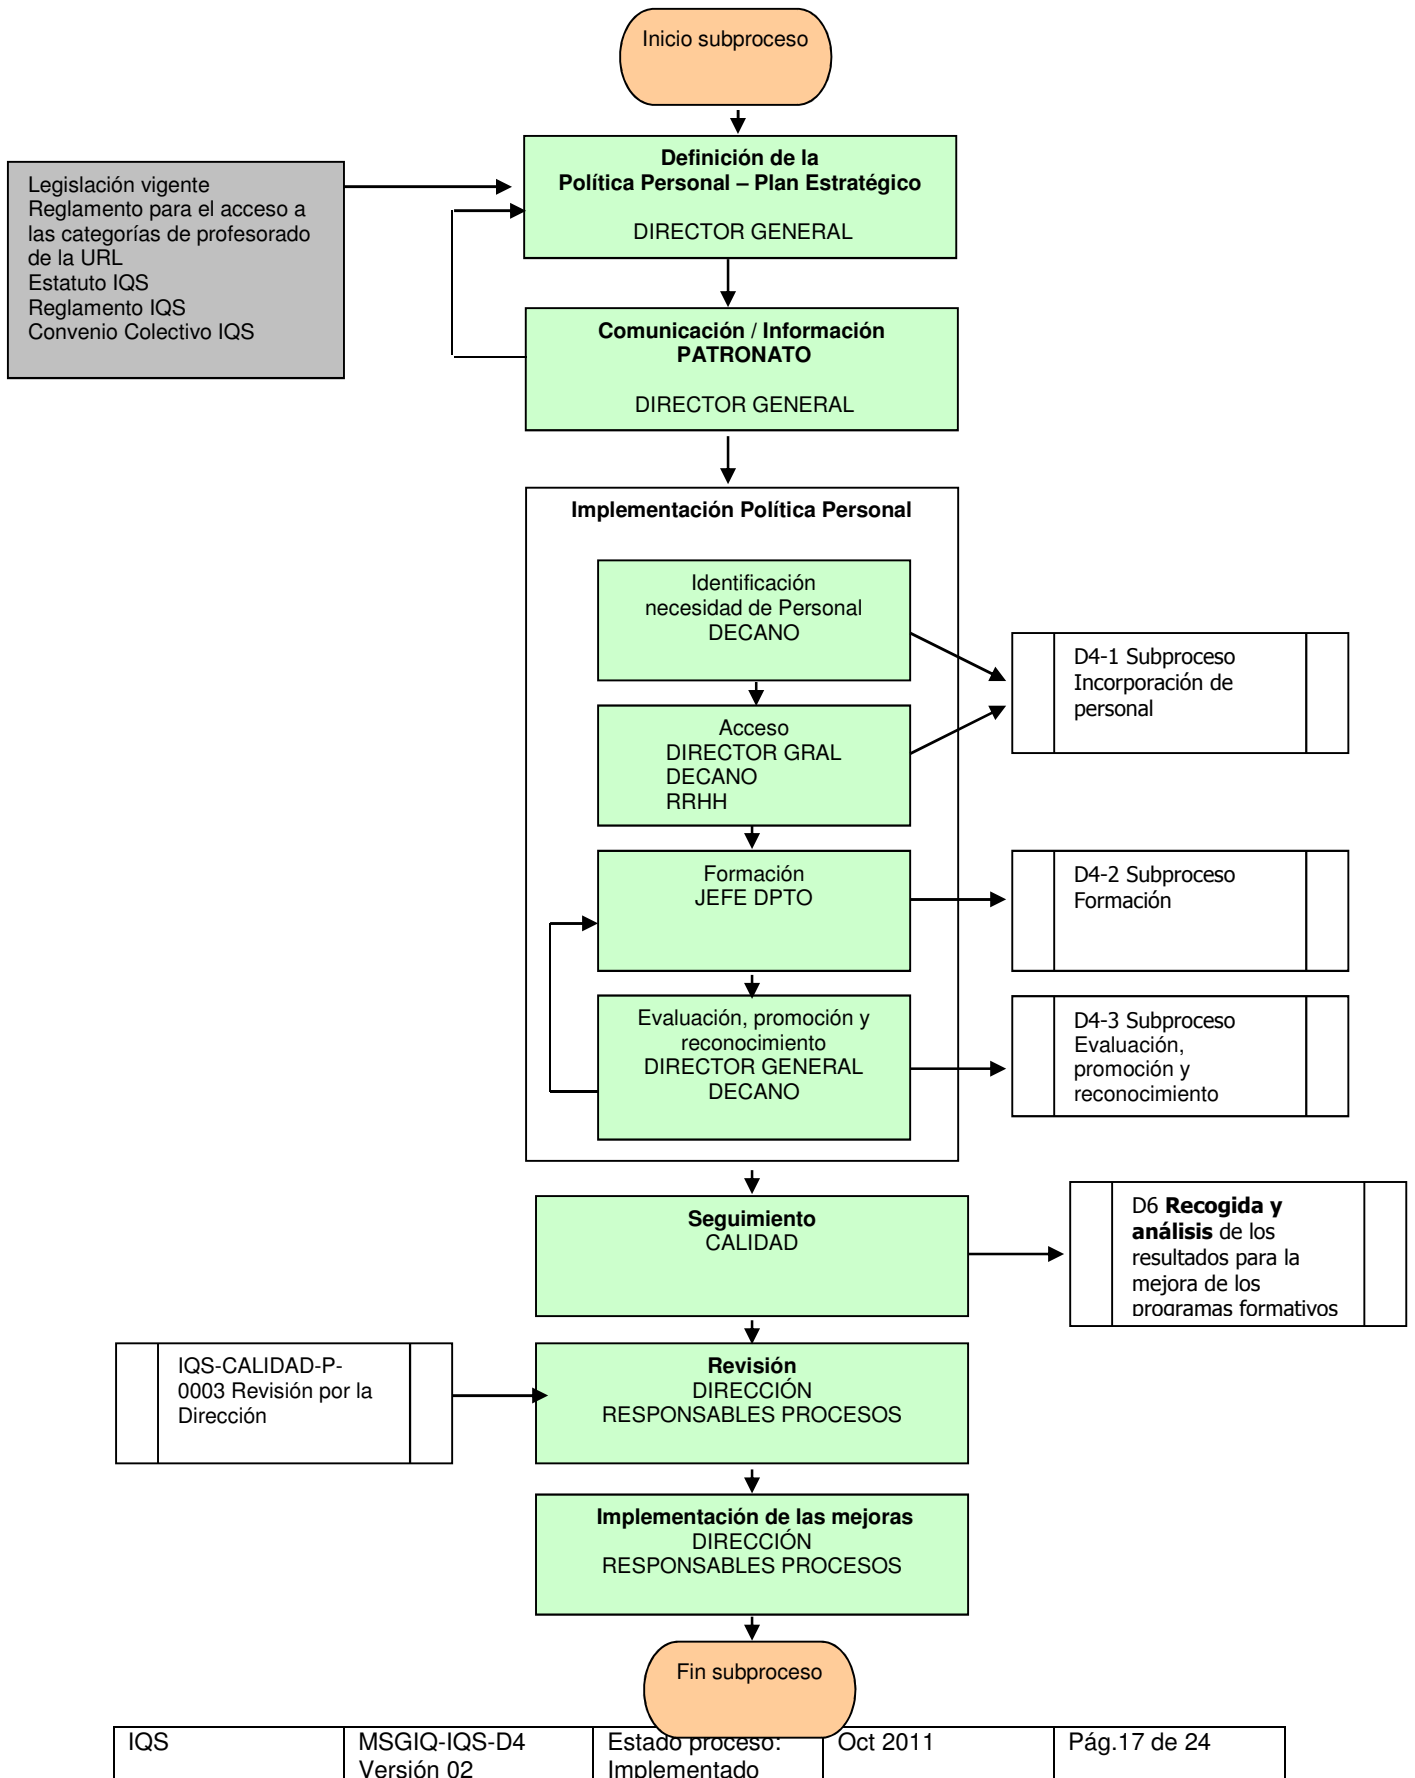 Inicio subproceso
Definición de la
Política Personal – Plan Estratégico
DIRECTOR GENERAL
Legislación vigente
Reglamento para el acceso a
las categorías de profesorado
de la URL
Estatuto IQS
Reglamento IQS
Convenio Colectivo IQS
Comunicación / Información
PATRONATO
DIRECTOR GENERAL
Implementación Política Personal
Identificación
necesidad de Personal
DECANO
D4-1 Subproceso
Incorporación de
personal
Acceso
DIRECTOR GRAL
DECANO
RRHH
Formación
JEFE DPTO
D4-2 Subproceso
Formación
Evaluación, promoción y
reconocimiento
DIRECTOR GENERAL
DECANO
D4-3 Subproceso
Evaluación,
promoción y
reconocimiento
Seguimiento
CALIDAD
D6 Recogida y
análisis de los
resultados para la
mejora de los
programas formativos
IQS-CALIDAD-P-
0003 Revisión por la
Dirección
Revisión
DIRECCIÓN
RESPONSABLES PROCESOS
Implementación de las mejoras
DIRECCIÓN
RESPONSABLES PROCESOS
Fin subproceso
IQS
MSGIQ-IQS-D4
Versión 02
Estado proceso:
Implementado
Oct 2011
Pág.17 de 24